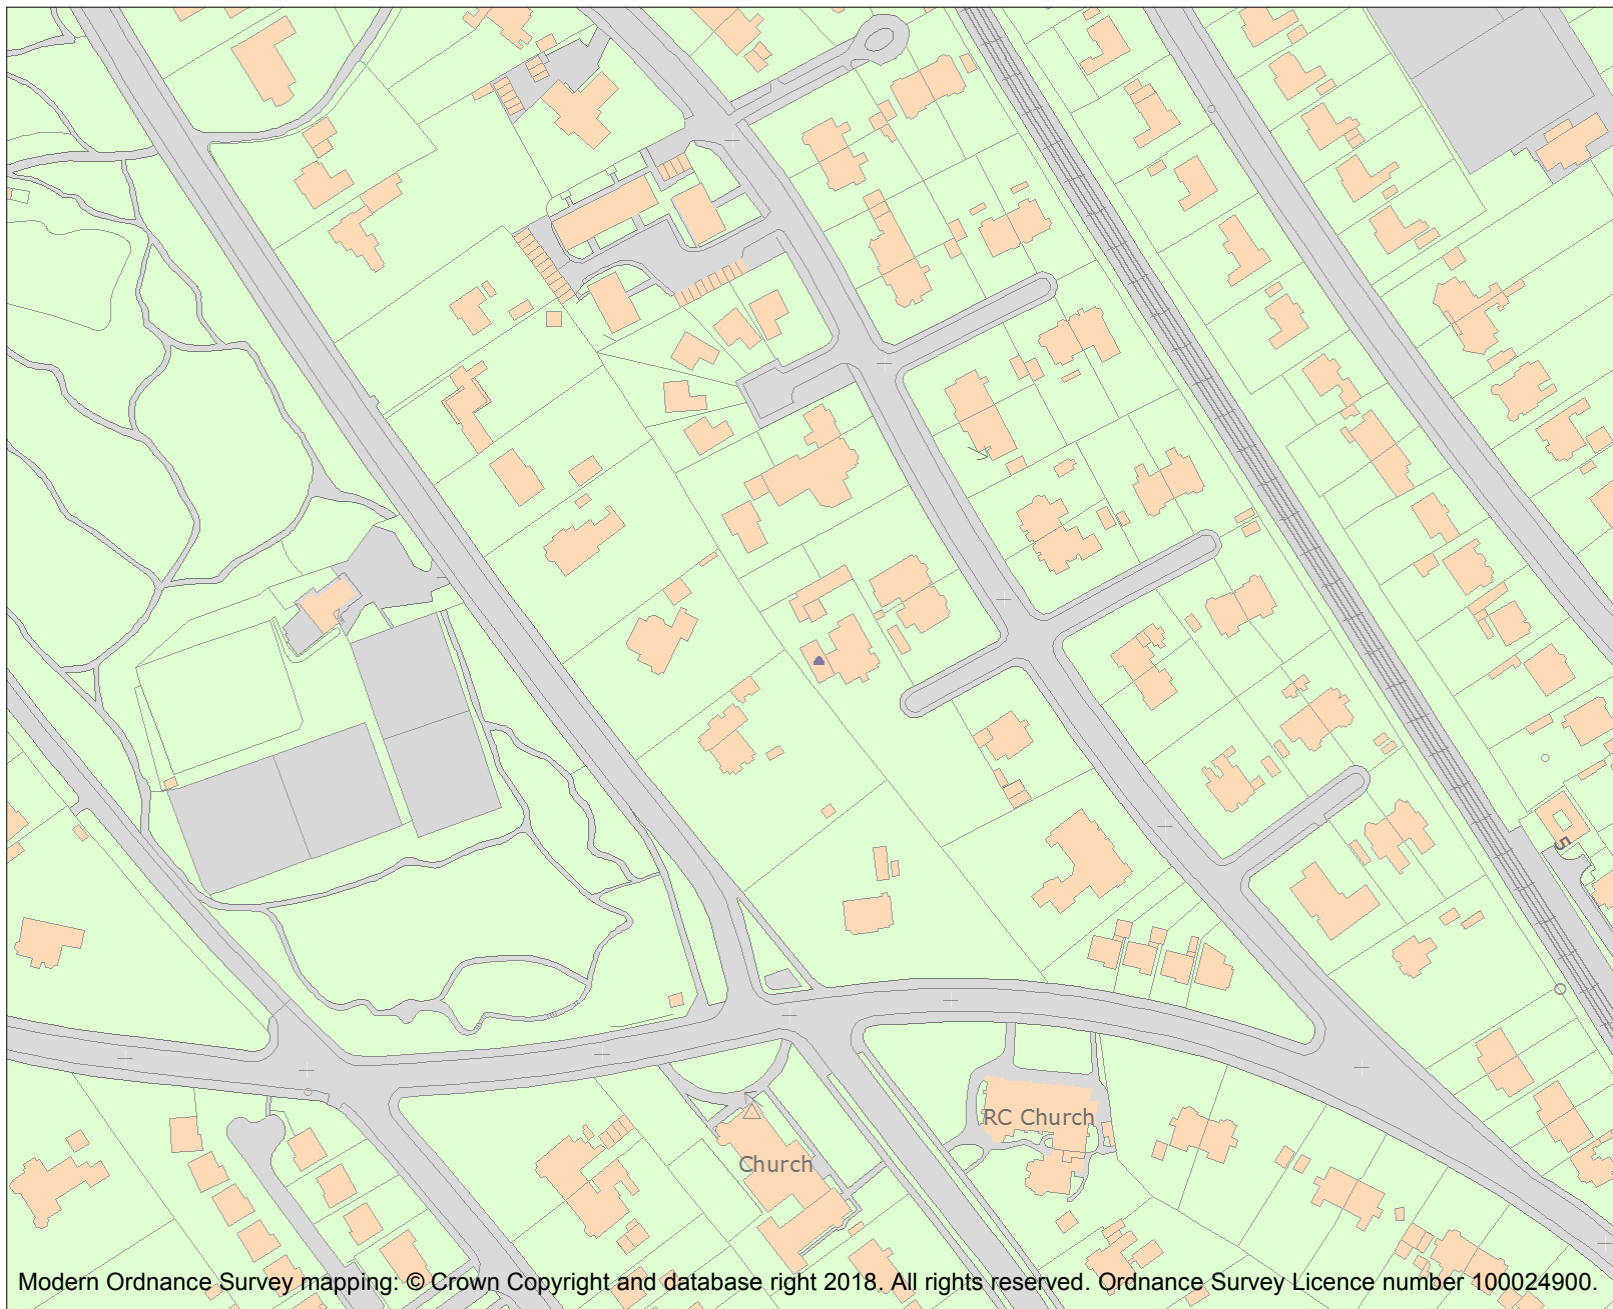 5
RC Church
Church
Modern Ordnance Survey mapping: © Crown Copyright and database right 2018. All rights reserved. Ordnance Survey Licence number 100024900.